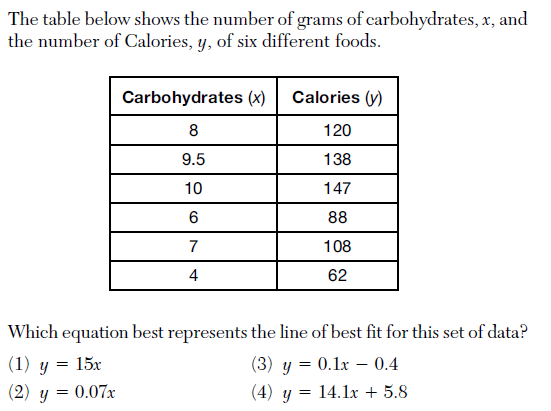 The table below shows the number of grams of carbohydrates, x, and
the number of Calories, y, of six different foods.
Carbohydrates (x) Calories (y)
8 120
9.5 138
10 147
6 88
7 108
4 62
Which equation best represents the line of best fit for this set of data?
(1) y = 15x (3) y = 0.1x – 0.4
(2) y = 0.07x (4) y = 14.1x + 5.8